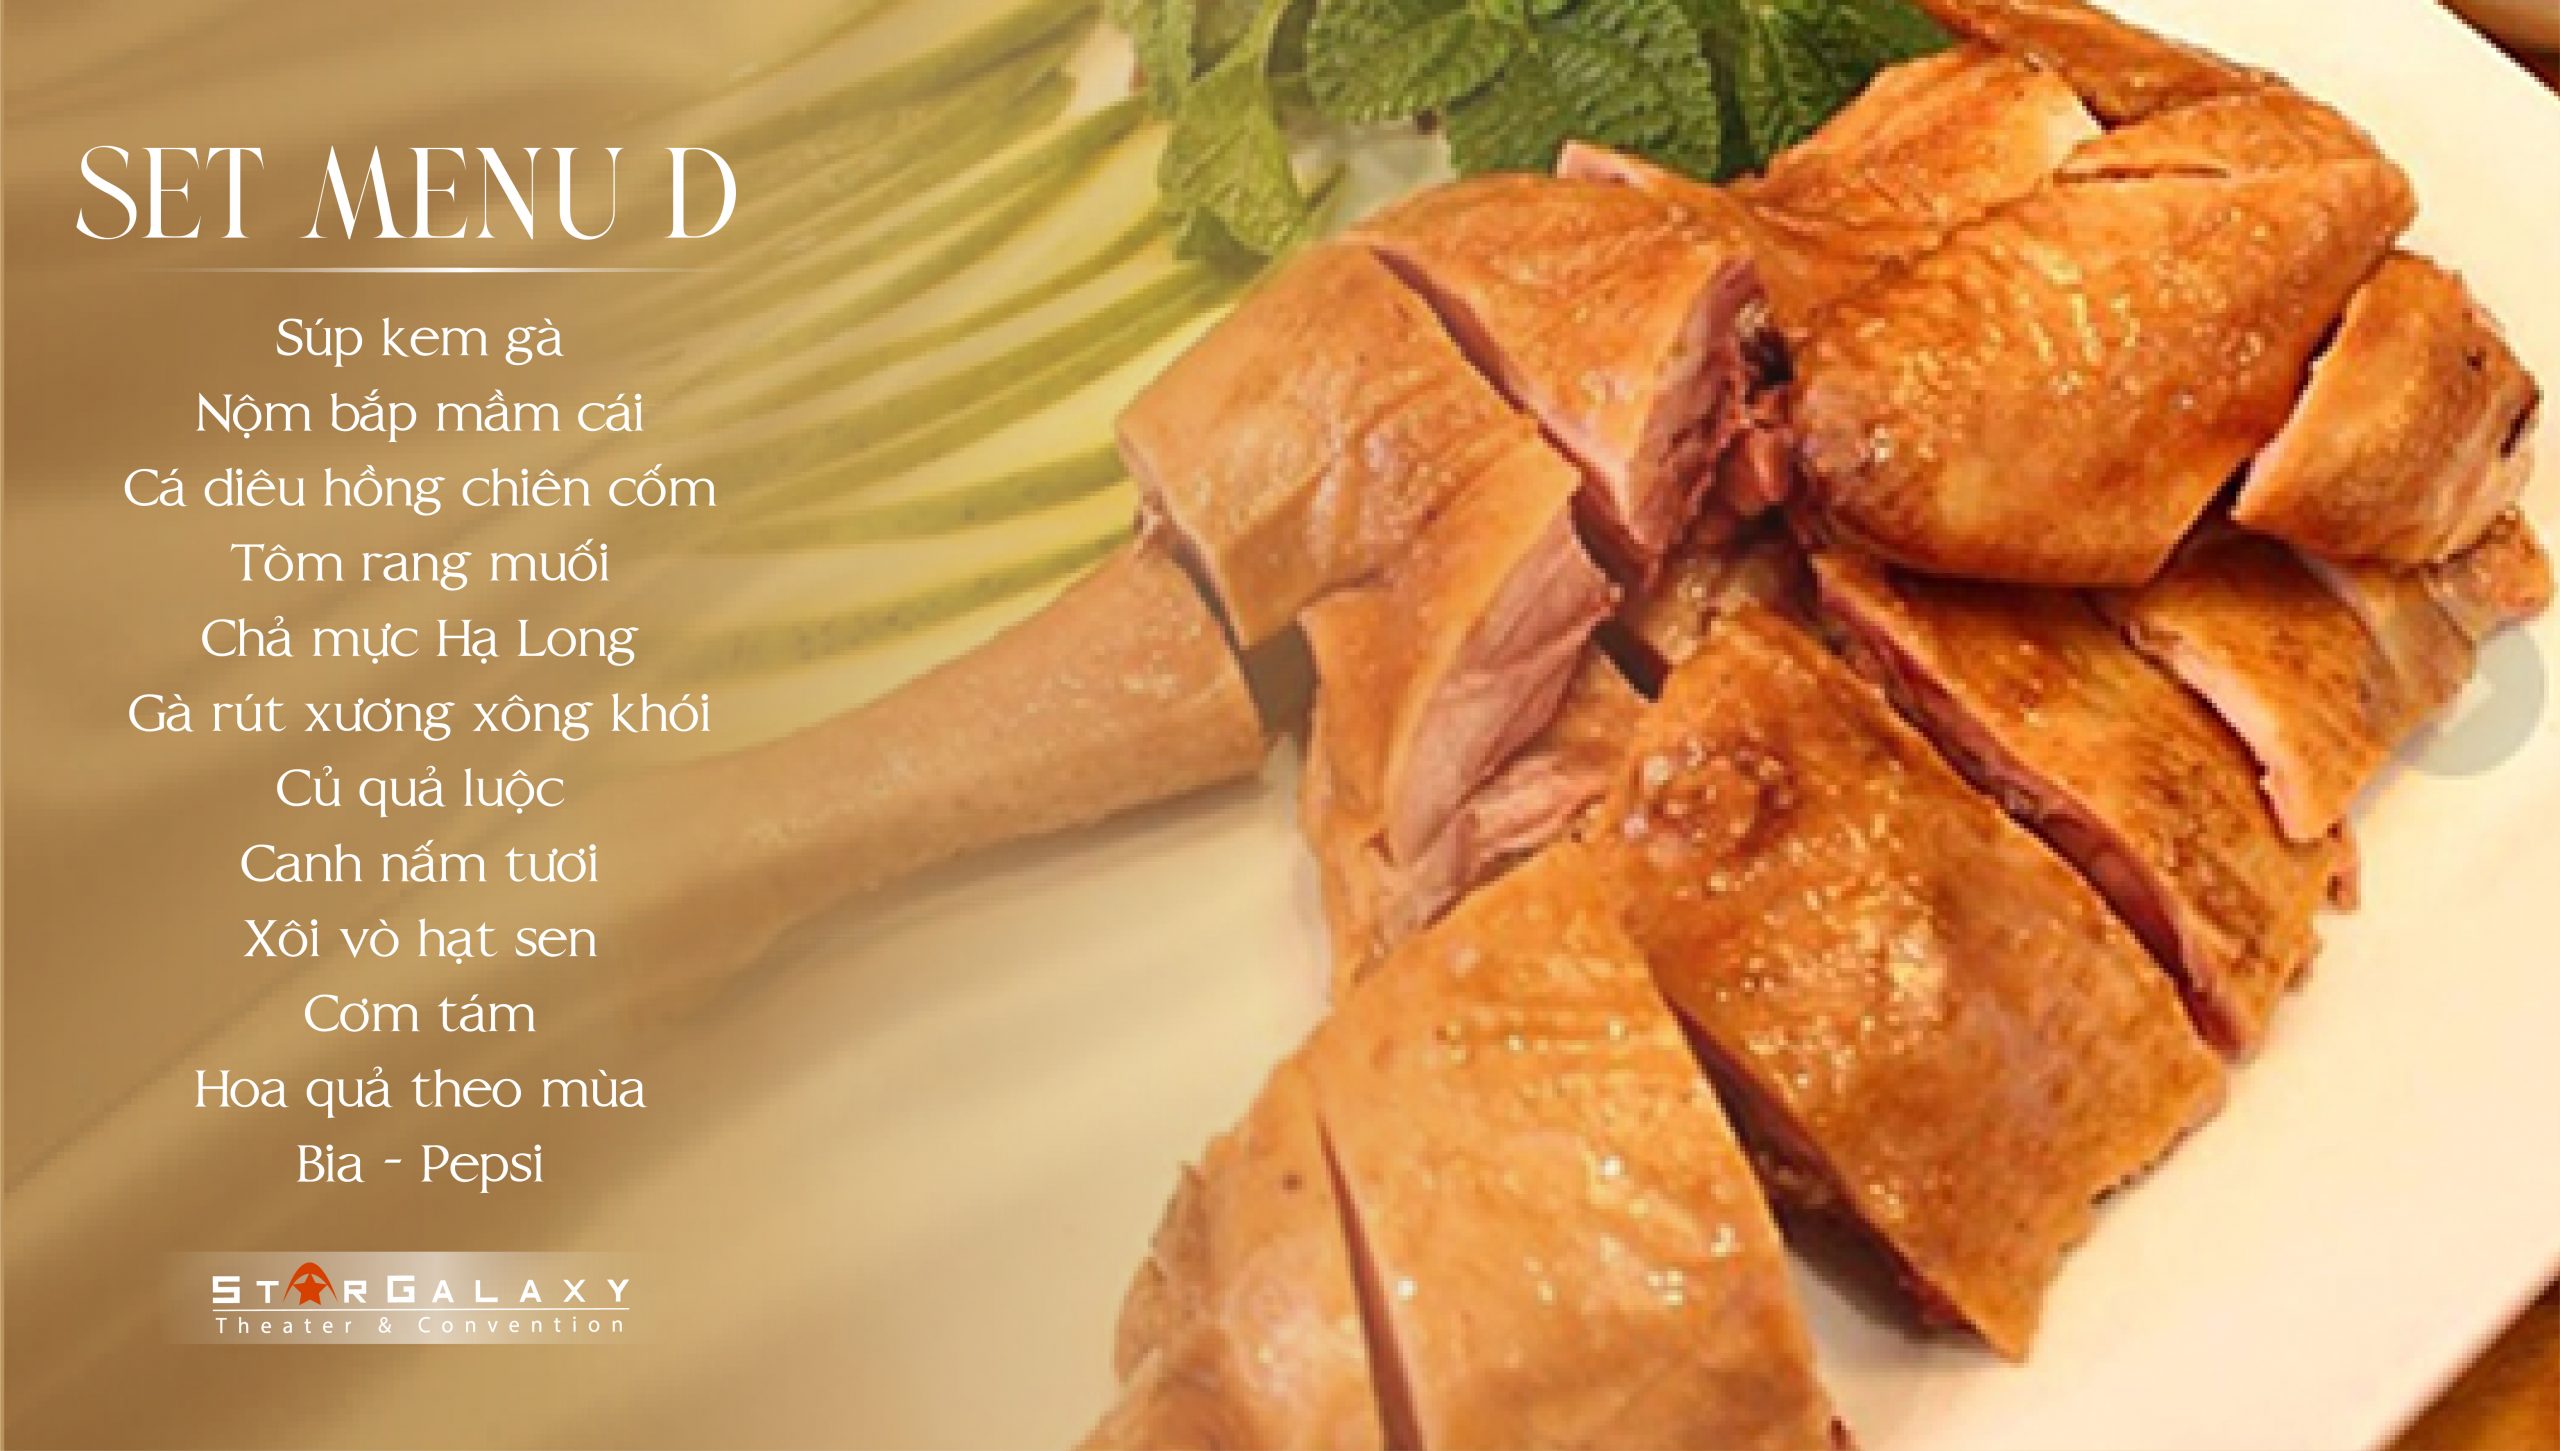 SET MENU D
Súp kem gà
Nộm bắp mầm cái
Cá diêu hồng chiên cốm
Tôm rang muối
Chả mực Hạ Long
Gà rút xương xông khói
Củ quả luộc
Canh nấm tươi
Xôi vò hạt sen
Cơm tám
Hoa quả theo mùa
Bia - Pepsi
STARGALAXY
Theater & Convention